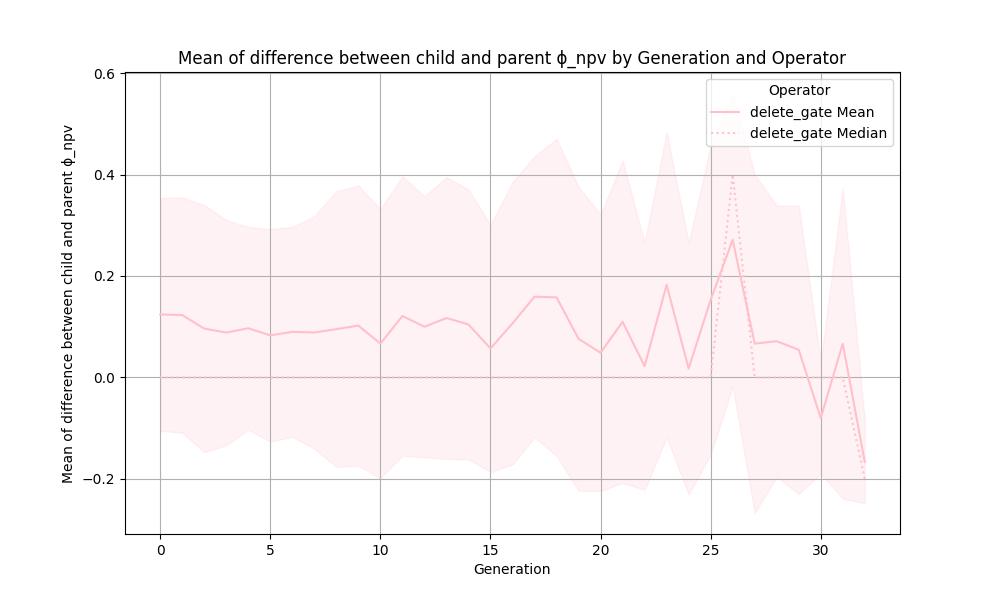 Mean of difference between child and parent ϕ_npv by Generation and Operator
Mean of difference between child and parent ϕ_npv
0.6
0.4
0.2
0.0
−0.2
Operator
delete_gate Mean
delete_gate Median
0 5 10 15 20 25 30
Generation